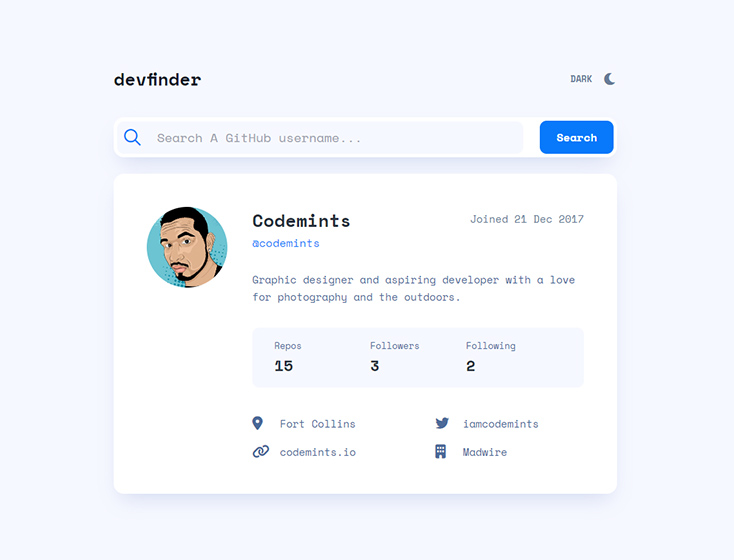 devfinder
DARK
Search A GitHub username...
Search
Codemints
Joined 21 Dec 2017
@codemints
Graphic designer and aspiring developer with a love
for photography and the outdoors.
Repos
Followers
Following
15
3
2
Fort Collins
iamcodemints
codemints.io
Madwire